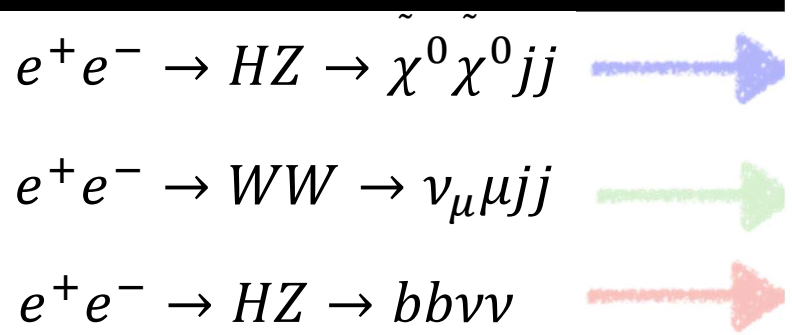 e⁺e⁻ → HZ → χ̃⁰χ̃⁰jj
e⁺e⁻ → WW → ν_μμjj
e⁺e⁻ → HZ → bbνν